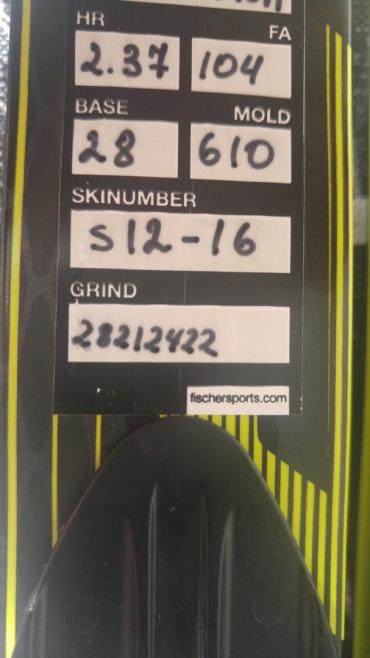 HR FA
2.37 104
BASE MOLD
28 610
SKINUMBER
S12-16
GRIND
28212422
fischersports.com